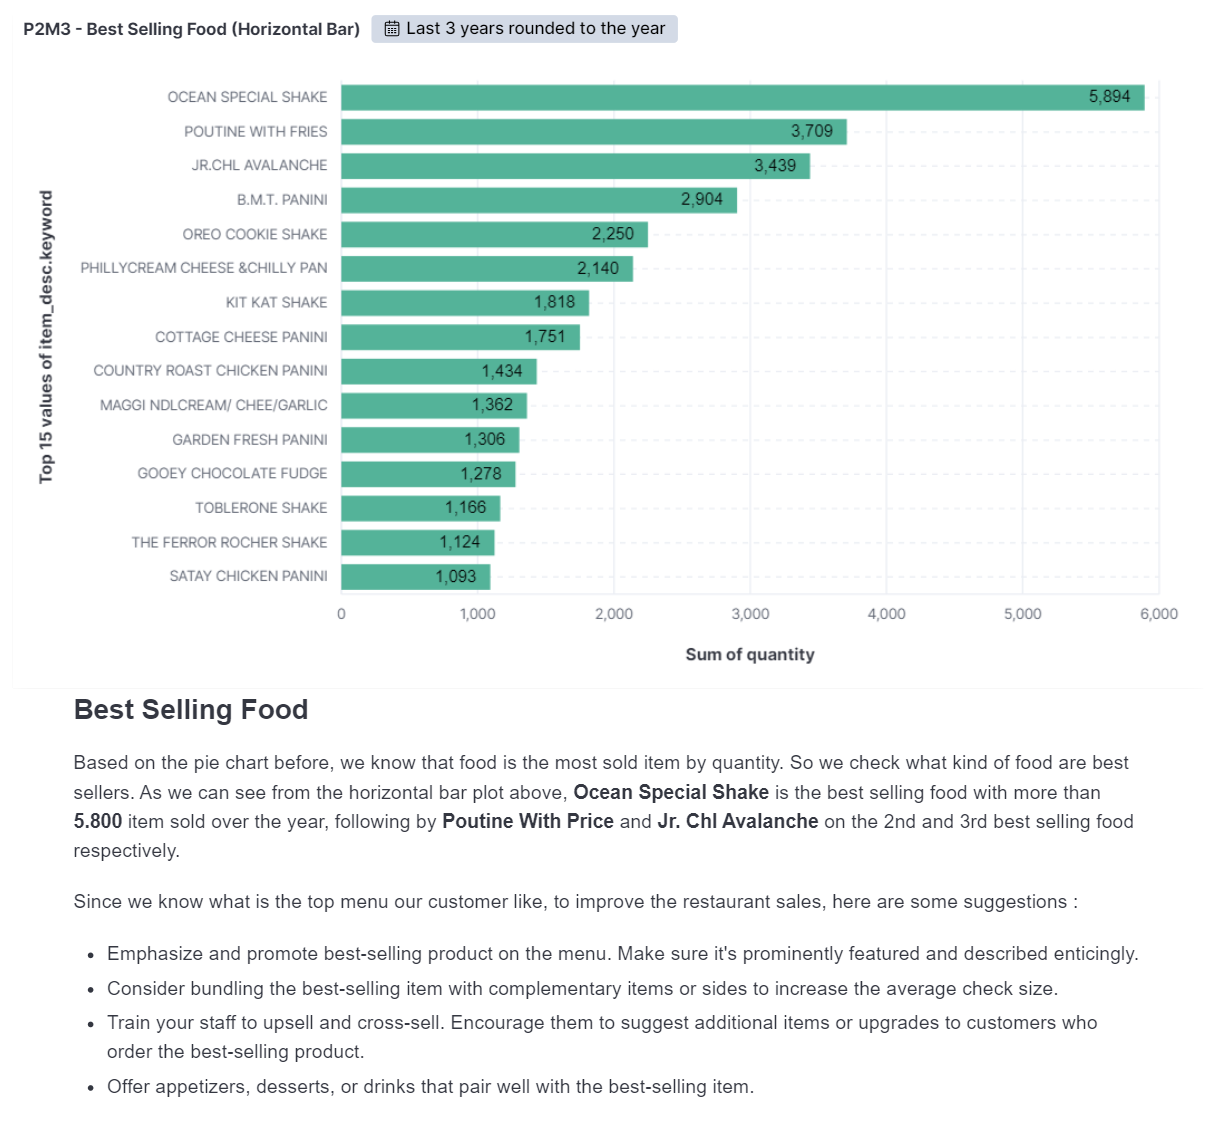 P2M3 - Best Selling Food (Horizontal Bar) Last 3 years rounded to the year
Top 15 values of item_desc.keyword
OCEAN SPECIAL SHAKE 5,894
POUTINE WITH FRIES 3,709
JR.CHL AVALANCHE 3,439
B.M.T. PANINI 2,904
OREO COOKIE SHAKE 2,250
PHILLYCREAM CHEESE &CHILLY PAN 2,140
KIT KAT SHAKE 1,818
COTTAGE CHEESE PANINI 1,751
COUNTRY ROAST CHICKEN PANINI 1,434
MAGGI NDLCREAM/ CHEE/GARLIC 1,362
GARDEN FRESH PANINI 1,306
GOOEY CHOCOLATE FUDGE 1,278
TOBLERONE SHAKE 1,166
THE FERROR ROCHER SHAKE 1,124
SATAY CHICKEN PANINI 1,093
0 1,000 2,000 3,000 4,000 5,000 6,000
Sum of quantity
Best Selling Food
Based on the pie chart before, we know that food is the most sold item by quantity. So we check what kind of food are best
sellers. As we can see from the horizontal bar plot above, Ocean Special Shake is the best selling food with more than
5.800 item sold over the year, following by Poutine With Price and Jr. Chl Avalanche on the 2nd and 3rd best selling food
respectively.
Since we know what is the top menu our customer like, to improve the restaurant sales, here are some suggestions :
• Emphasize and promote best-selling product on the menu. Make sure it's prominently featured and described enticingly.
• Consider bundling the best-selling item with complementary items or sides to increase the average check size.
• Train your staff to upsell and cross-sell. Encourage them to suggest additional items or upgrades to customers who
order the best-selling product.
• Offer appetizers, desserts, or drinks that pair well with the best-selling item.